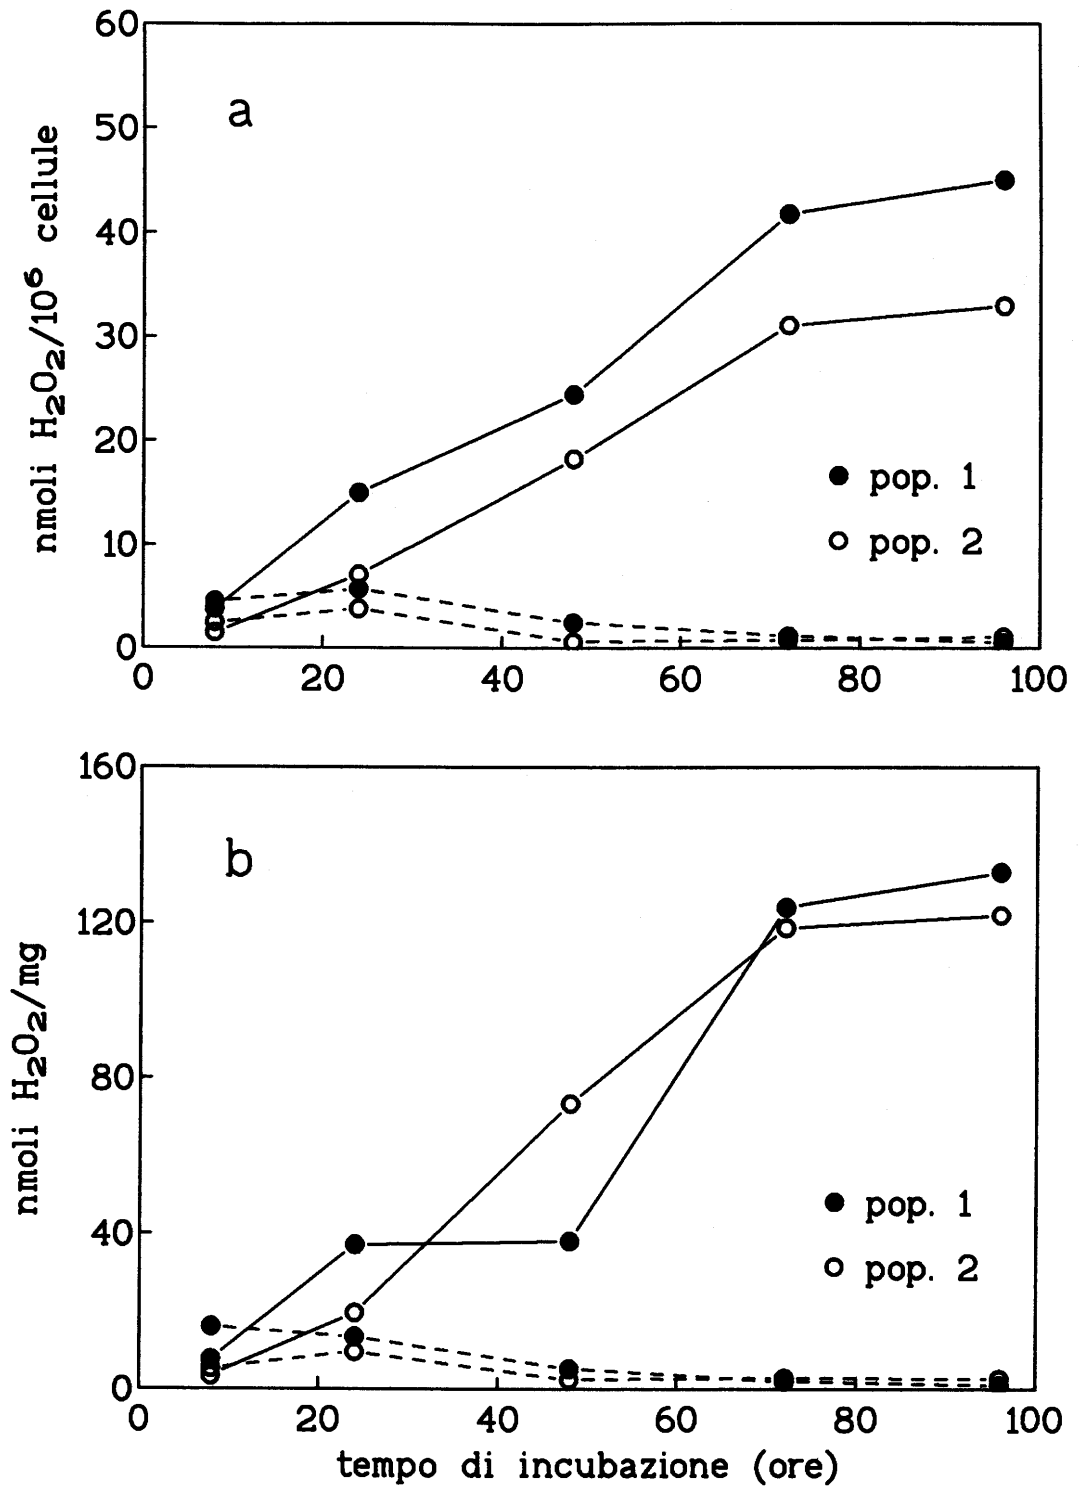 60
a
50
40
30
20
10
0
nmoli H₂O₂/10⁶ cellule
pop. 1
pop. 2
0 20 40 60 80 100
160
b
120
80
40
0
nmoli H₂O₂/mg
pop. 1
pop. 2
0 20 40 60 80 100
tempo di incubazione (ore)